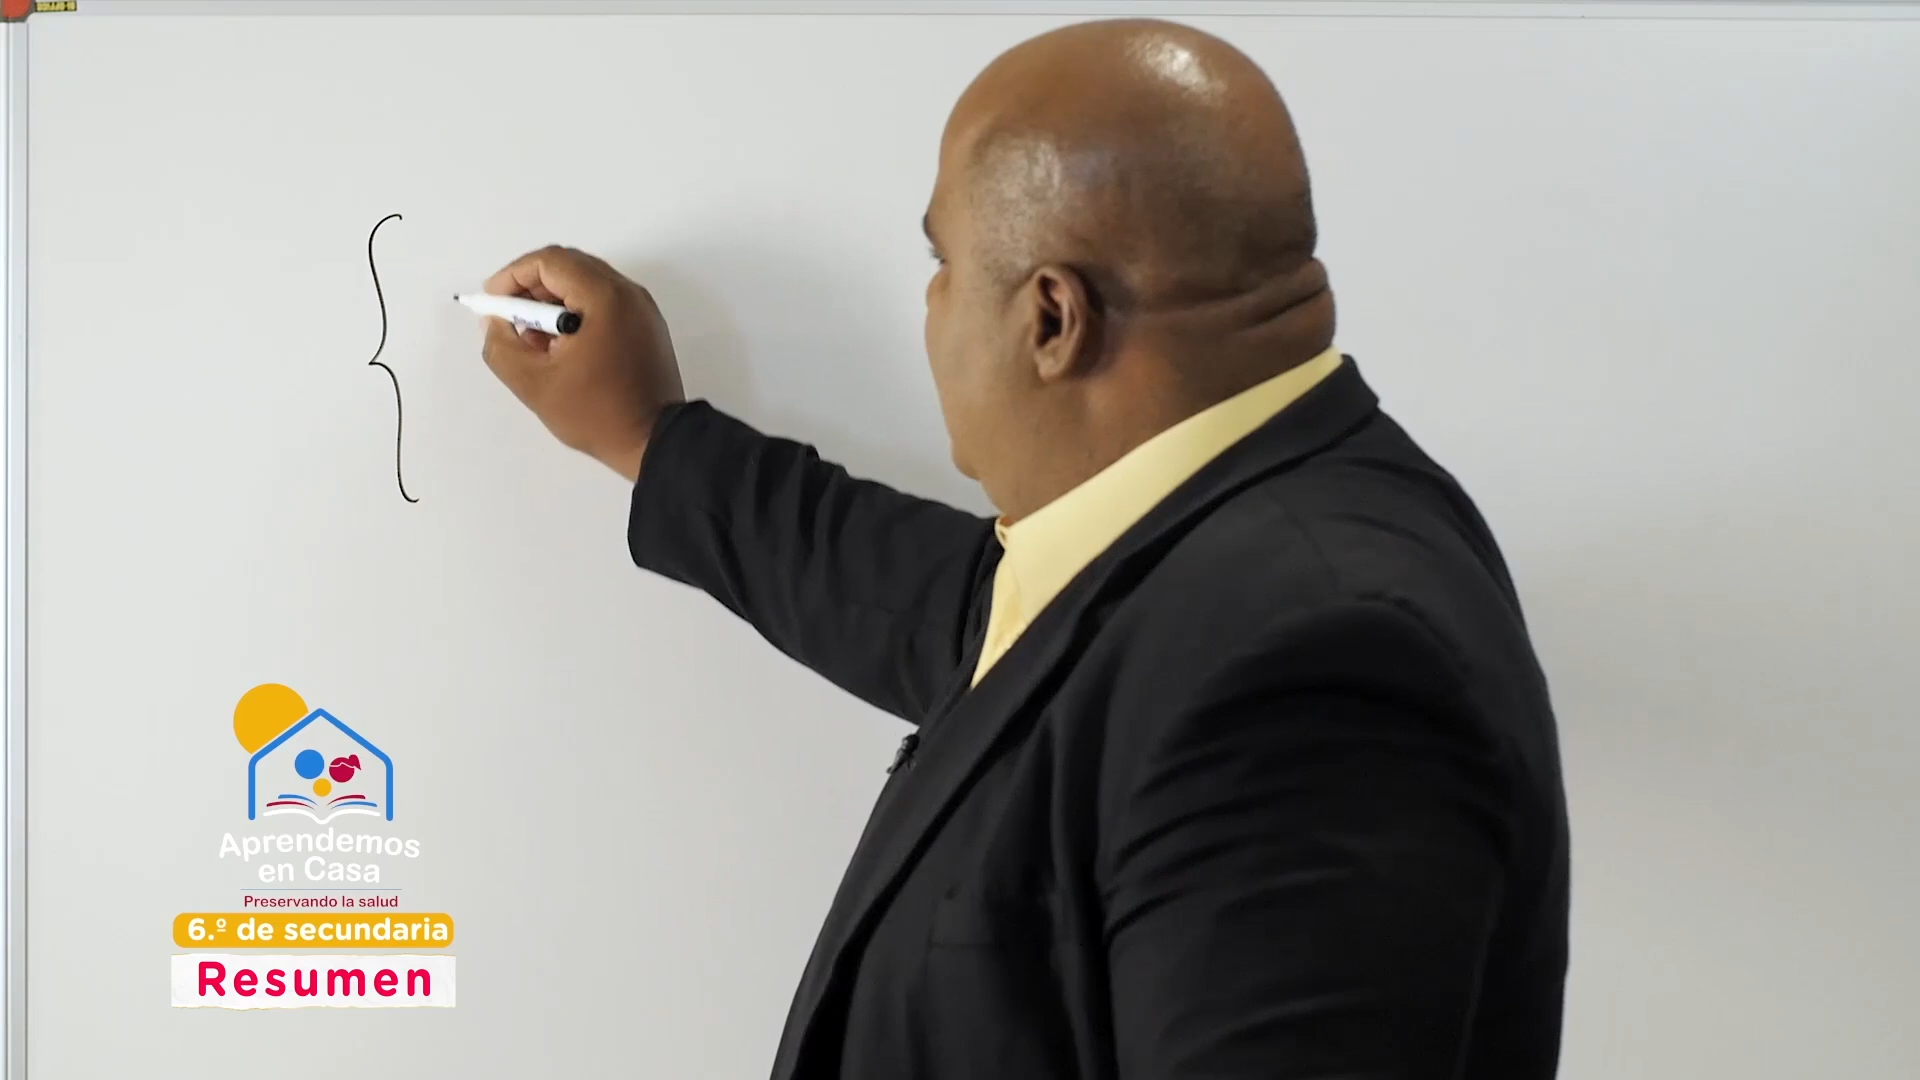 {
Aprendemos
en Casa
Preservando la salud
6.º de secundaria
Resumen